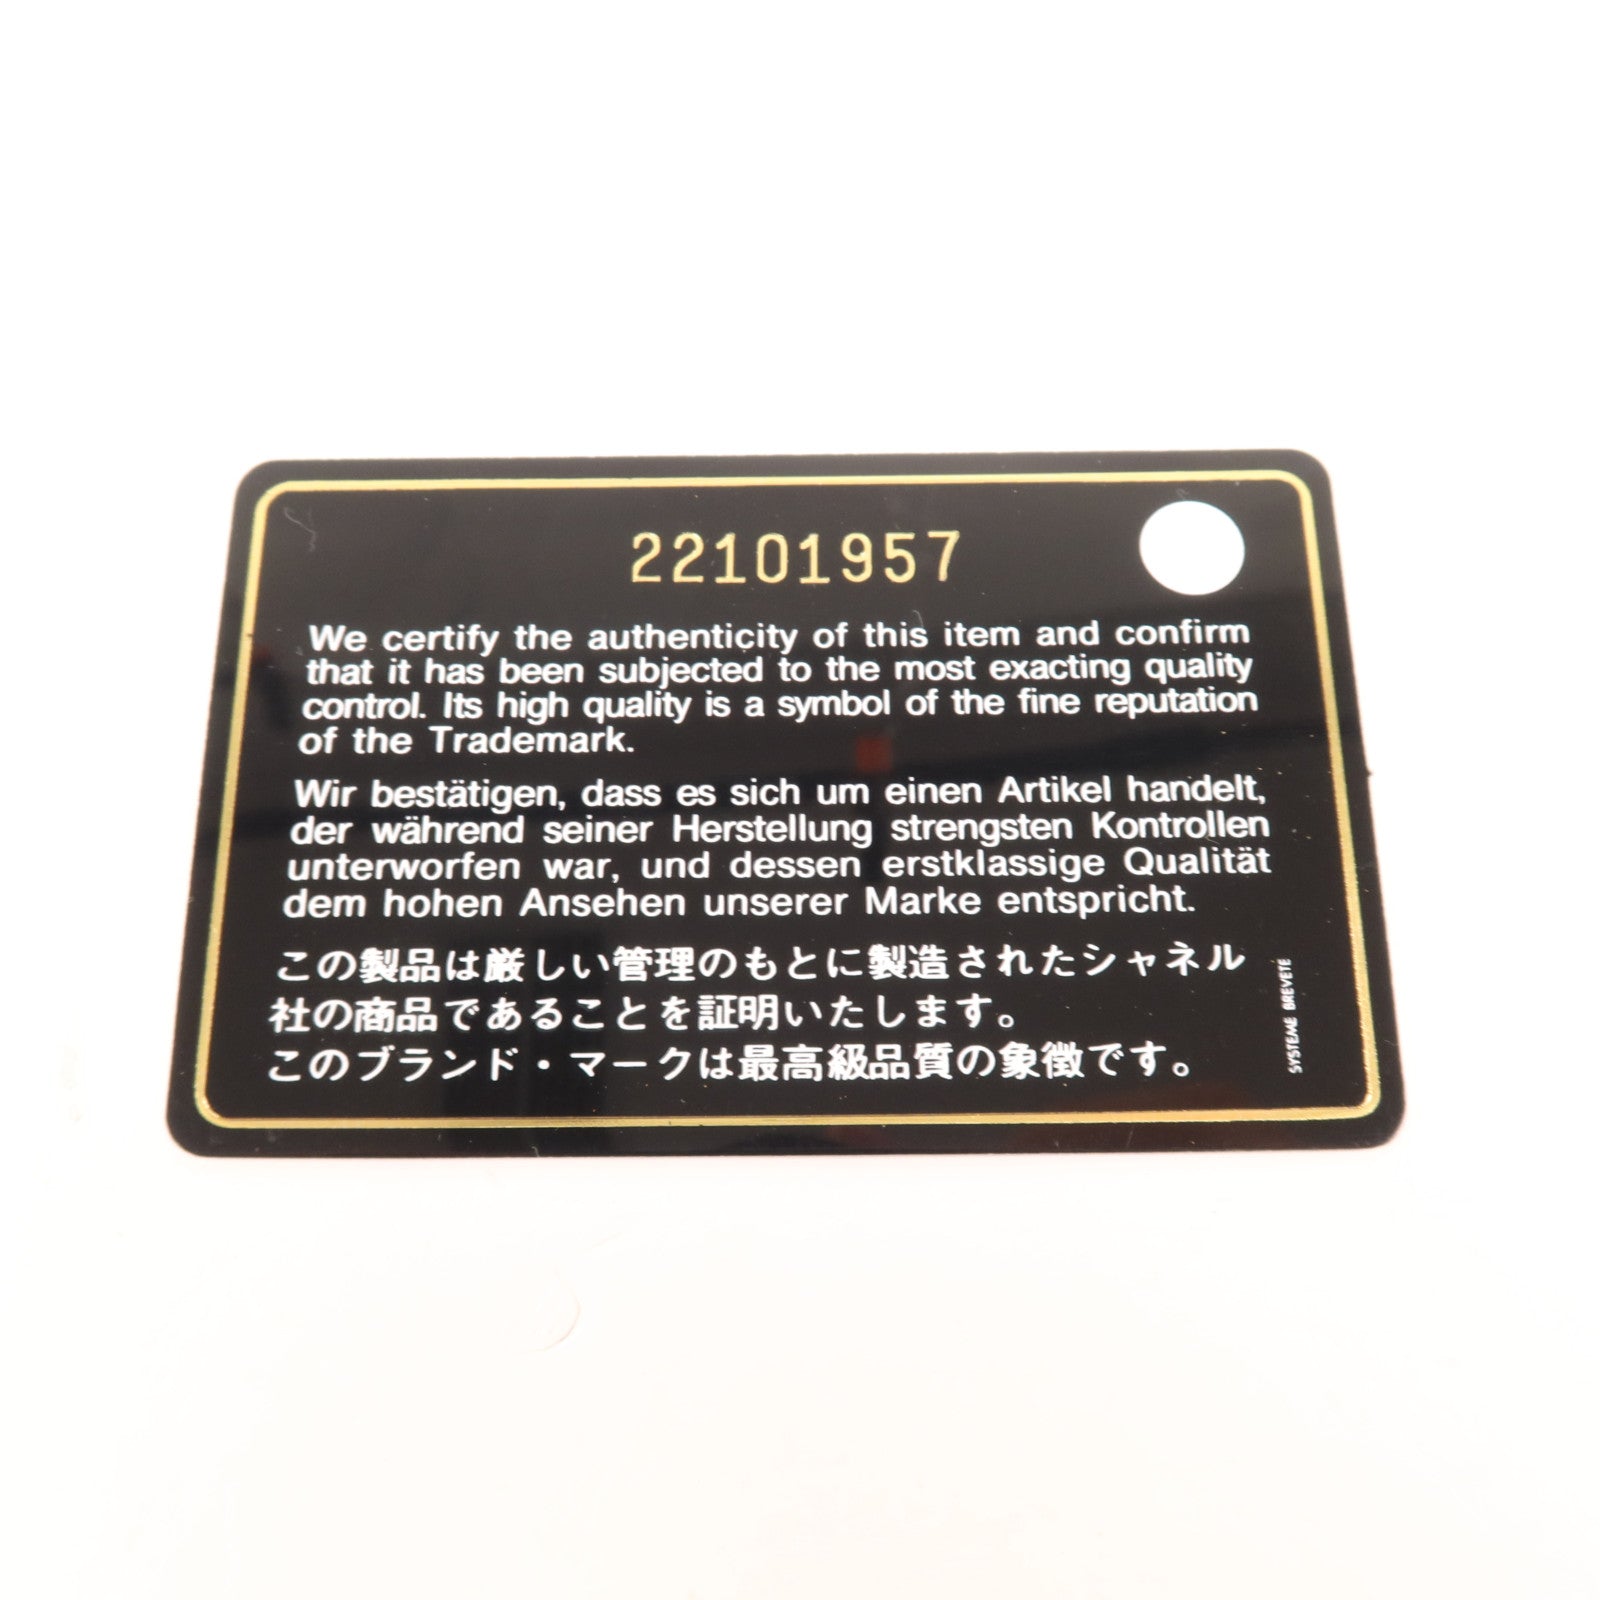 22101957
We certify the authenticity of this item and confirm
that it has been subjected to the most exacting quality
control. Its high quality is a symbol of the fine reputation
of the Trademark.
Wir bestätigen, dass es sich um einen Artikel handelt,
der während seiner Herstellung strengsten Kontrollen
unterworfen war, und dessen erstklassige Qualität
dem hohen Ansehen unserer Marke entspricht.
この製品は厳しい管理のもとに製造されたシャネル
社の商品であることを証明いたします。
このブランド・マークは最高級品質の象徴です。
SYSTEME BREVETE